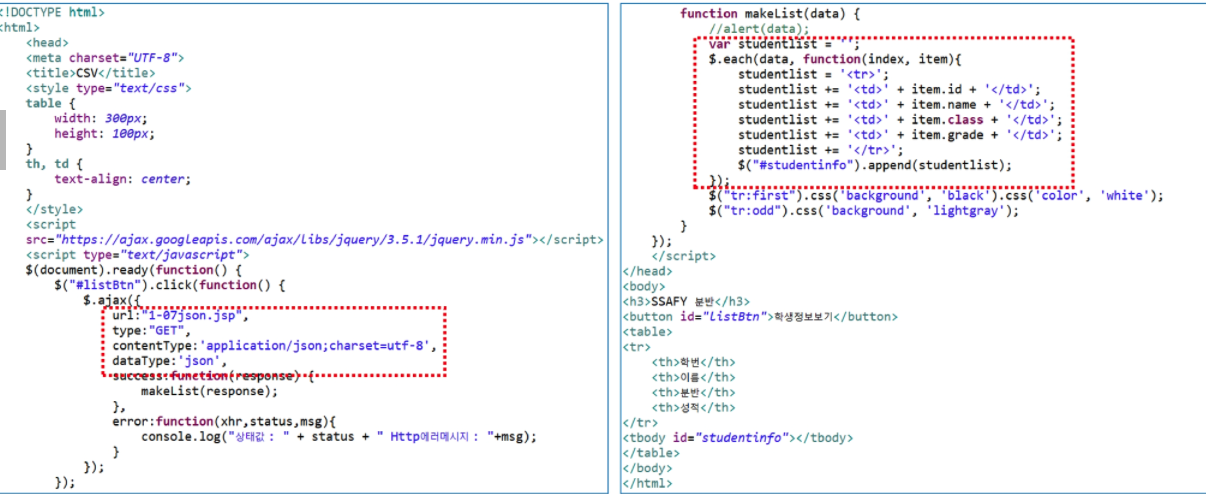 <!DOCTYPE html>
<html>
<head>
<meta charset="UTF-8">
<title>CSV</title>
<style type="text/css">
table {
width: 300px;
height: 100px;
}
th, td {
text-align: center;
}
</style>
<script
src="https://ajax.googleapis.com/ajax/libs/jquery/3.5.1/jquery.min.js"></script>
<script type="text/javascript">
$(document).ready(function() {
$("#listBtn").click(function() {
$.ajax({
url:"1-07json.jsp",
type:"GET",
contentType:'application/json;charset=utf-8',
dataType:'json',
success:function(response) {
makeList(response);
},
error:function(xhr,status,msg){
console.log("상태값 : " + status + " Http에러메시지 : "+msg);
}
});
});
function makeList(data) {
//alert(data);
var studentlist = '';
$.each(data, function(index, item){
studentlist = '<tr>';
studentlist += '<td>' + item.id + '</td>';
studentlist += '<td>' + item.name + '</td>';
studentlist += '<td>' + item.class + '</td>';
studentlist += '<td>' + item.grade + '</td>';
studentlist += '</tr>';
$("#studentinfo").append(studentlist);
});
$("tr:first").css('background', 'black').css('color', 'white');
$("tr:odd").css('background', 'lightgray');
}
});
</script>
</head>
<body>
<h3>SSAFY 분반</h3>
<button id="listBtn">학생정보보기</button>
<table>
<tr>
<th>학번</th>
<th>이름</th>
<th>분반</th>
<th>성적</th>
</tr>
<tbody id="studentinfo"></tbody>
</table>
</body>
</html>